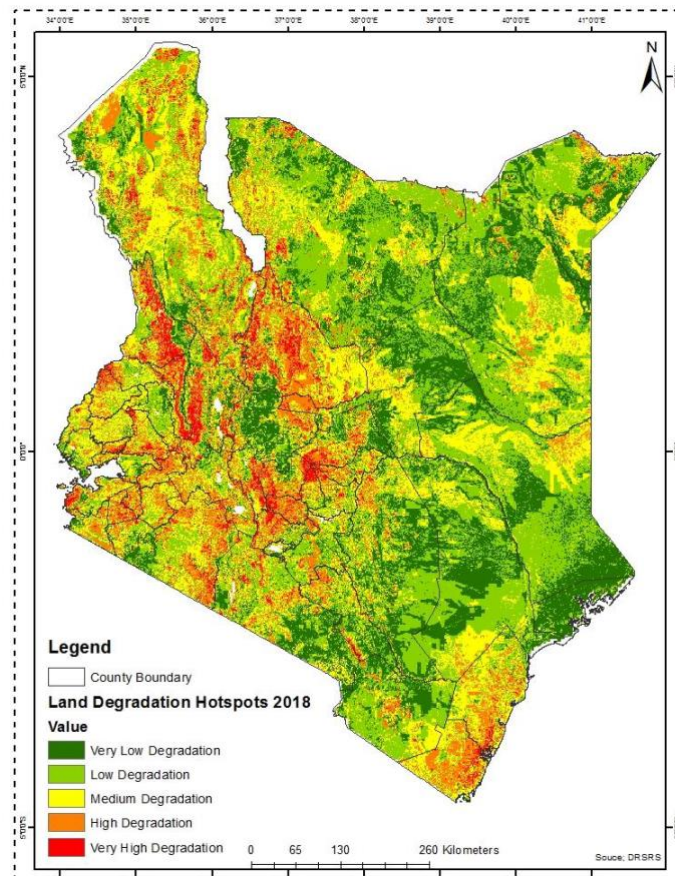 34°0'0"E 35°0'0"E 36°0'0"E 37°0'0"E 38°0'0"E 39°0'0"E 40°0'0"E 41°0'0"E
N
Legend
County Boundary
Land Degradation Hotspots 2018
Value
Very Low Degradation
Low Degradation
Medium Degradation
High Degradation
Very High Degradation
0 65 130 260 Kilometers
Souce; DRSRS